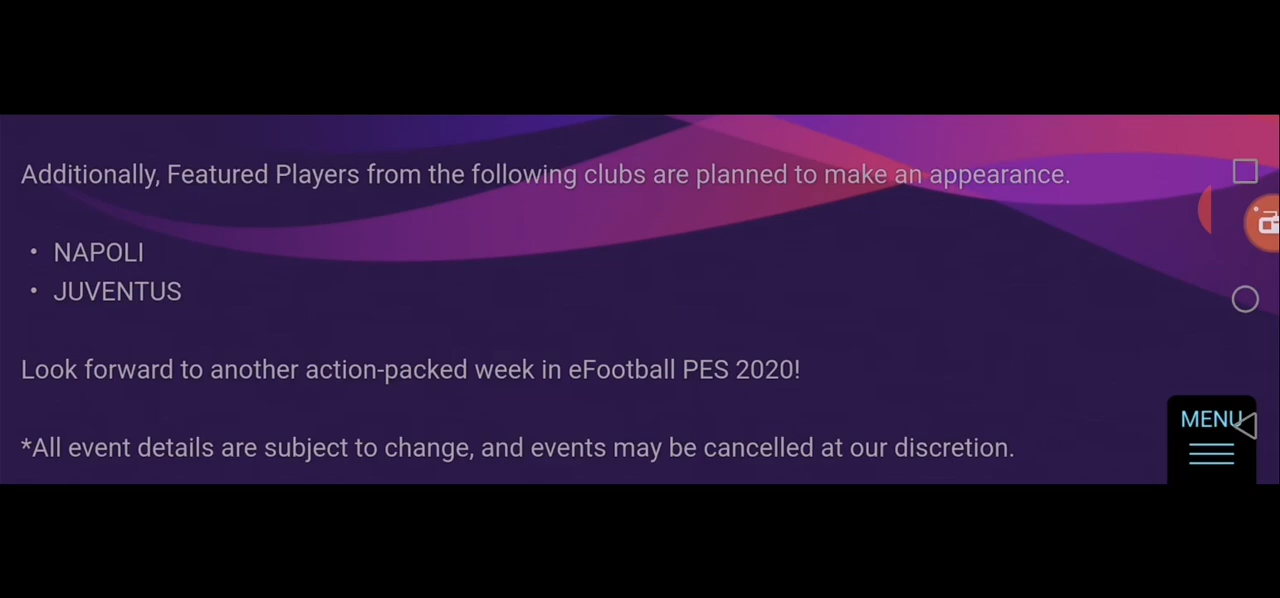 Additionally, Featured Players from the following clubs are planned to make an appearance.
• NAPOLI
• JUVENTUS
Look forward to another action-packed week in eFootball PES 2020!
*All event details are subject to change, and events may be cancelled at our discretion.
MENU